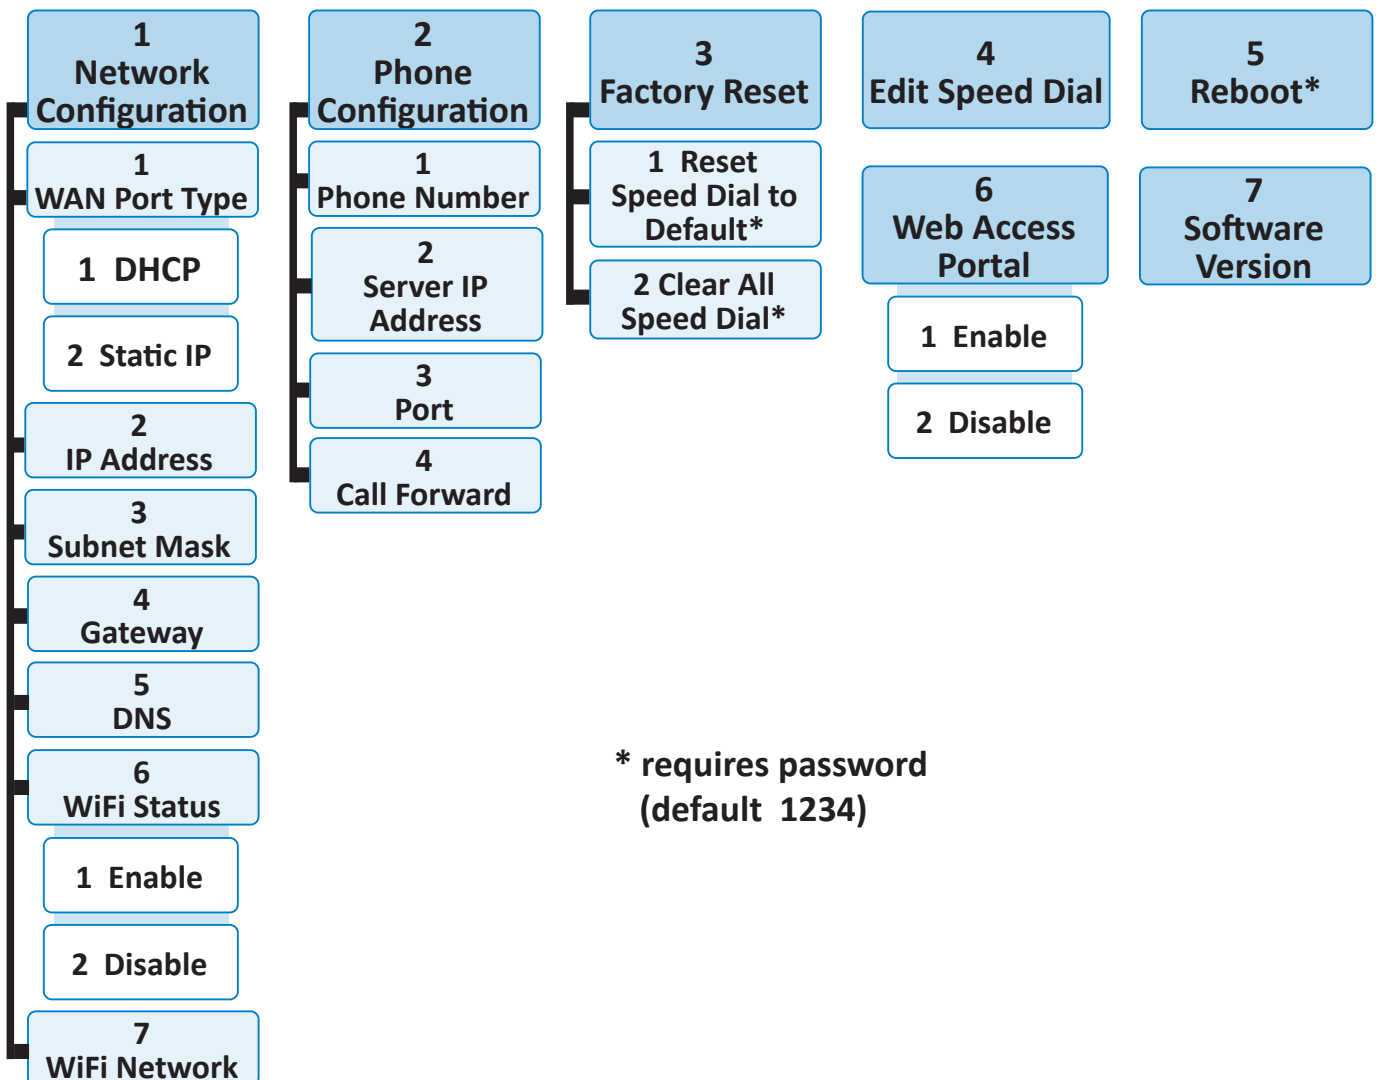 1
Network
Configuration
1
WAN Port Type
1 DHCP
2 Static IP
2
IP Address
3
Subnet Mask
4
Gateway
5
DNS
6
WiFi Status
1 Enable
2 Disable
7
WiFi Network
2
Phone
Configuration
1
Phone Number
2
Server IP
Address
3
Port
4
Call Forward
3
Factory Reset
1 Reset
Speed Dial to
Default*
2 Clear All
Speed Dial*
4
Edit Speed Dial
5
Reboot*
6
Web Access
Portal
1 Enable
2 Disable
7
Software
Version
* requires password
(default 1234)